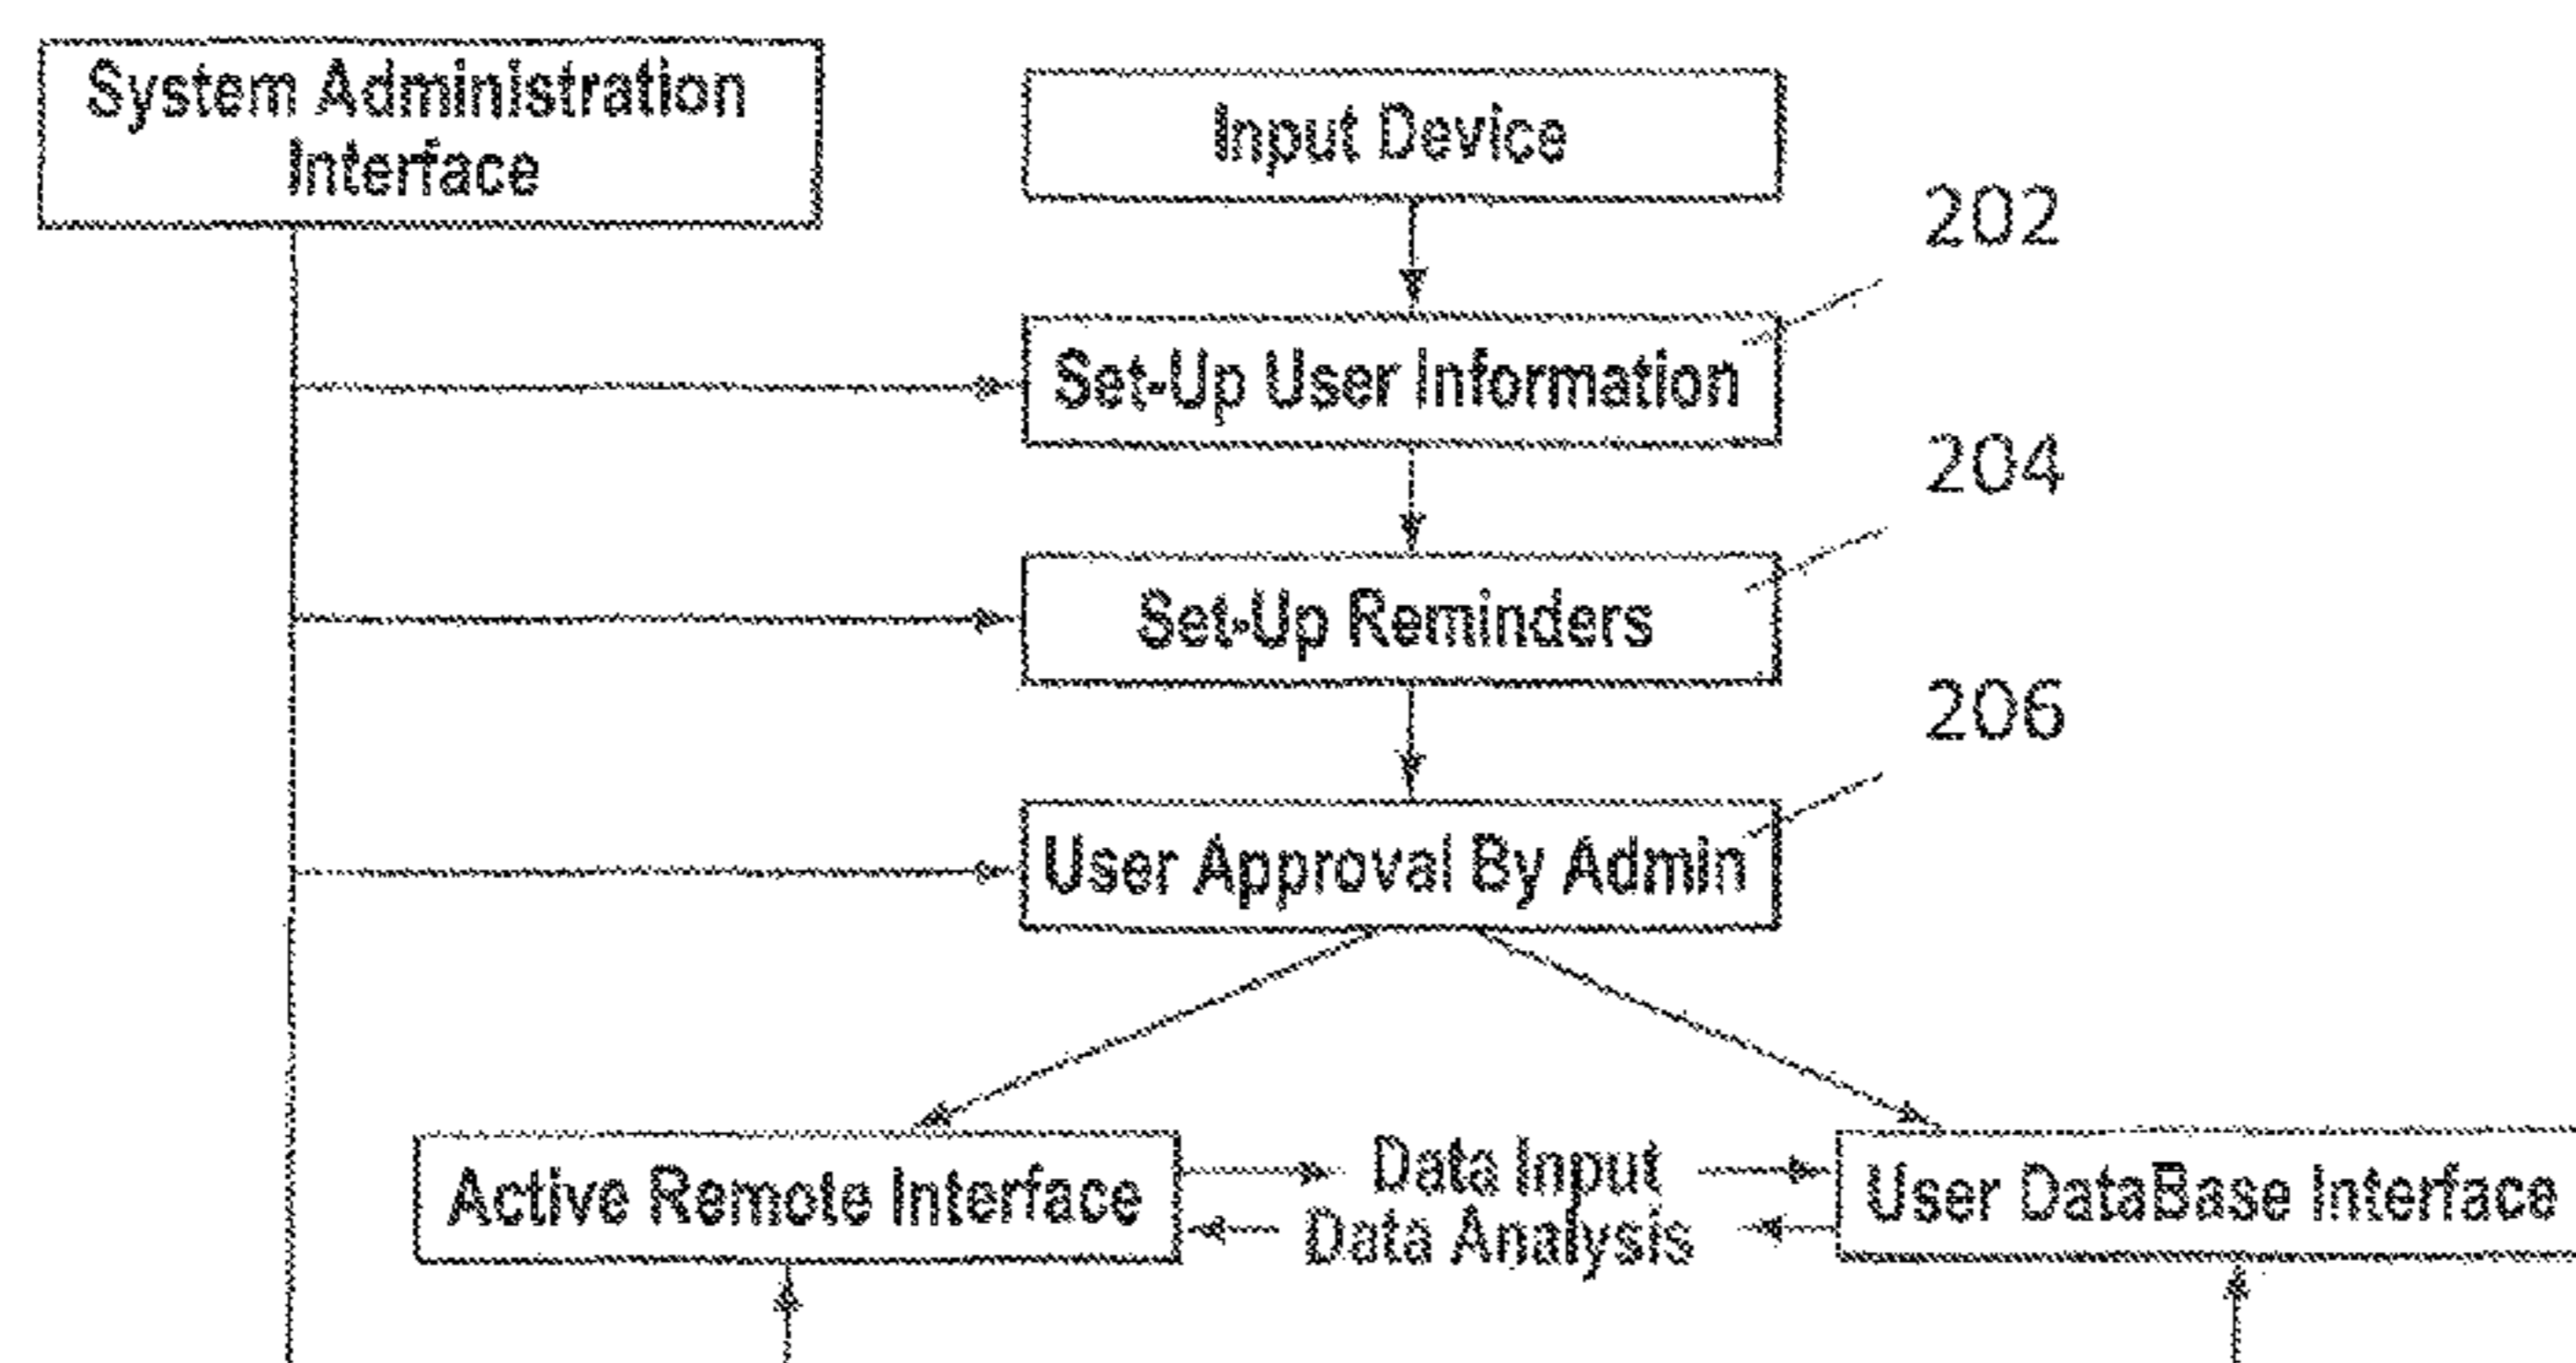 System Administration
Interface
Input Device
202
Set-Up User Information
204
Set-Up Reminders
206
User Approval By Admin
Active Remote Interface
Data Input
Data Analysis
User DataBase Interface